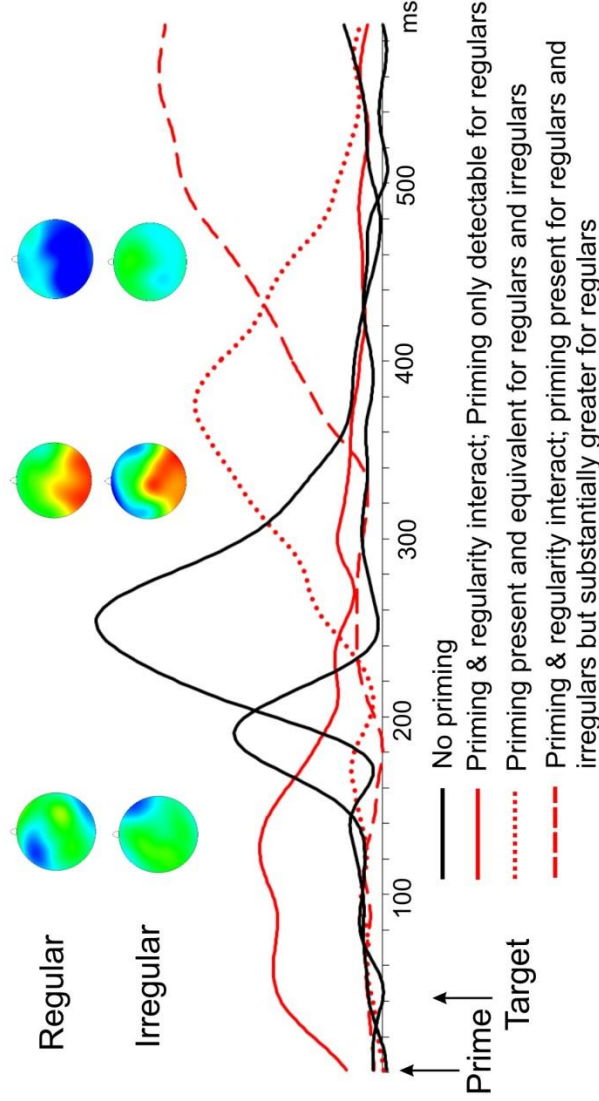 Regular
Irregular
100
200
300
400
500
ms
Prime
Target
No priming
Priming & regularity interact; Priming only detectable for regulars
Priming present and equivalent for regulars and irregulars
Priming & regularity interact; priming present for regulars and
irregulars but substantially greater for regulars